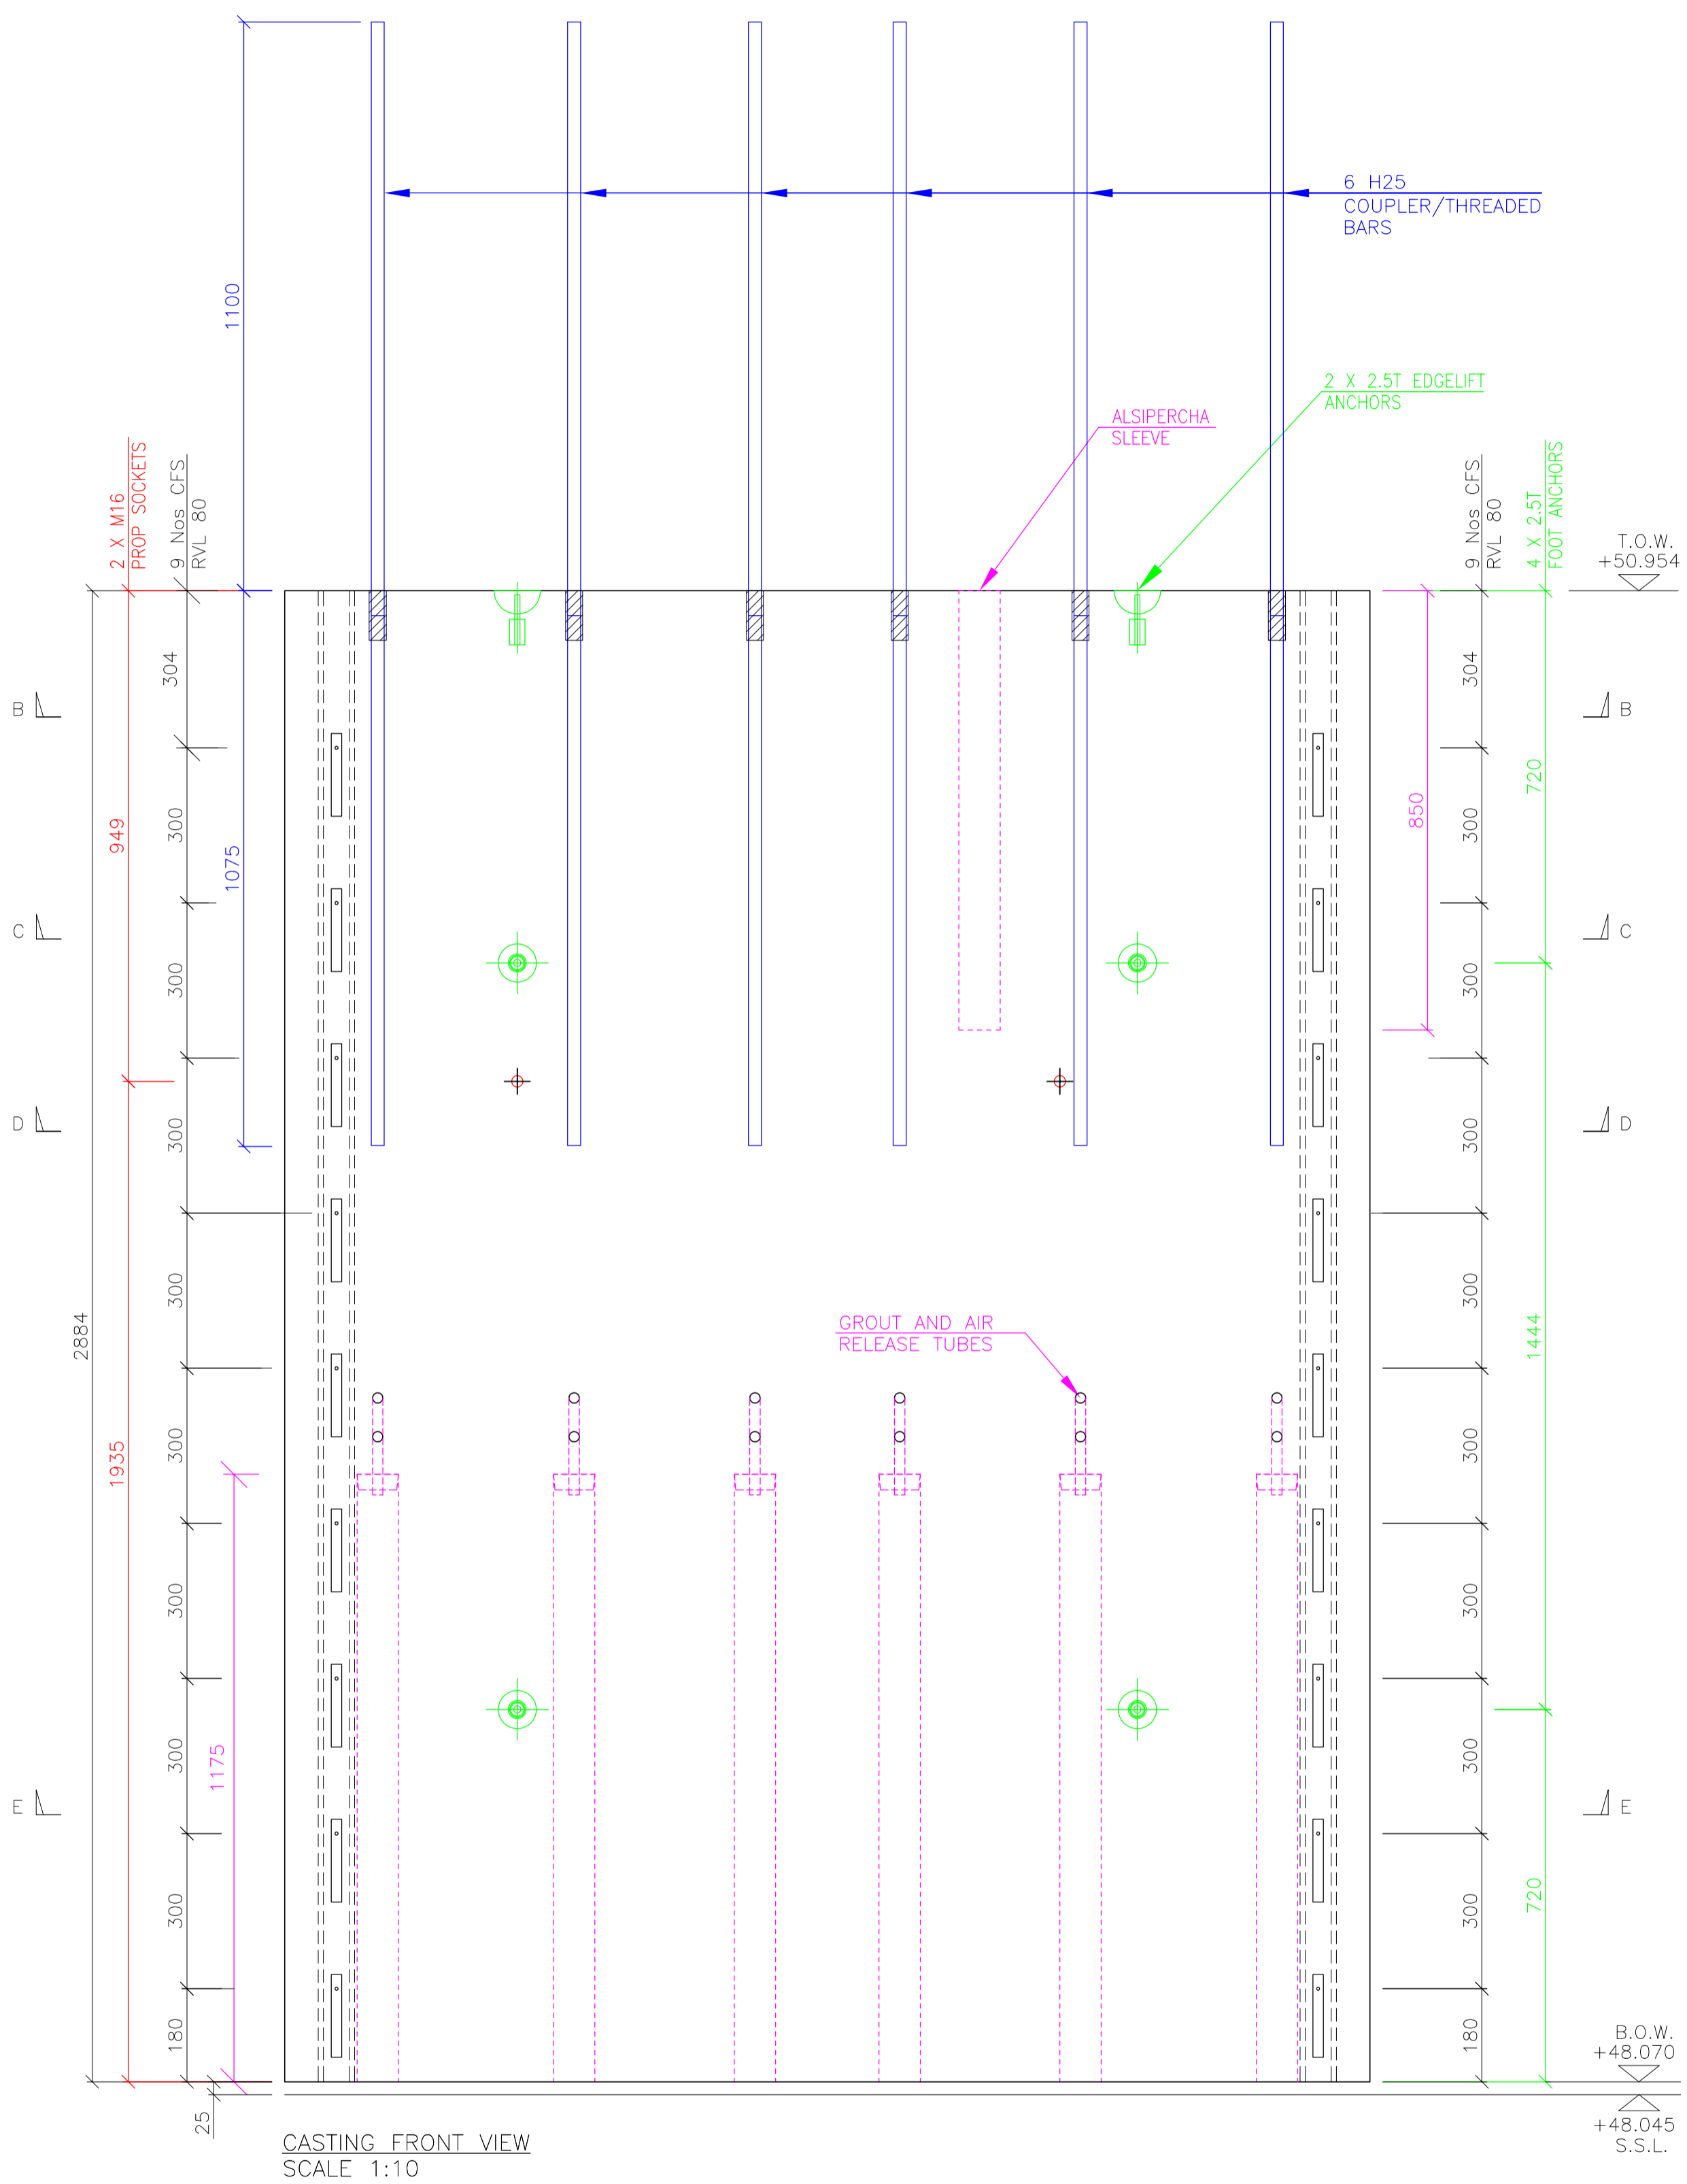 6 H25
COUPLER/THREADED
BARS
1100
2 X 2.5T EDGELIFT
ANCHORS
ALSIPERCHA
SLEEVE
2 X M16
PROP SOCKETS
9 Nos CFS
RVL 80
9 Nos CFS
RVL 80
4 X 2.5T
FOOT ANCHORS
T.O.W.
+50.954
304
304
B
B
720
949
300
850
300
1075
C
C
300
300
D
D
300
300
300
300
2884
GROUT AND AIR
RELEASE TUBES
1444
1935
300
300
300
300
1175
300
300
E
E
300
300
720
180
180
B.O.W.
+48.070
25
+48.045
S.S.L.
CASTING FRONT VIEW
SCALE 1:10